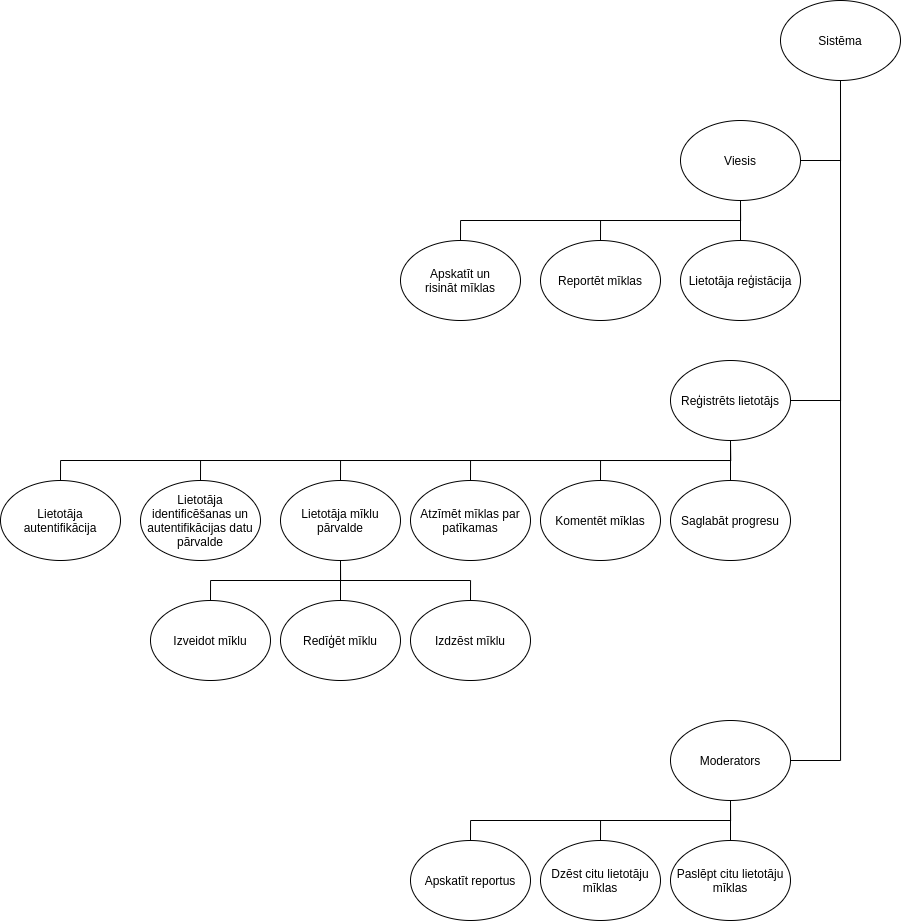 Sistēma
Viesis
Apskatīt un
risināt mīklas
Reportēt mīklas
Lietotāja reģistācija
Reģistrēts lietotājs
Lietotāja
autentifikācija
Lietotāja
identificēšanas un
autentifikācijas datu
pārvalde
Lietotāja mīklu
pārvalde
Atzīmēt mīklas par
patīkamas
Komentēt mīklas
Saglabāt progresu
Izveidot mīklu
Redīģēt mīklu
Izdzēst mīklu
Moderators
Apskatīt reportus
Dzēst citu lietotāju
mīklas
Paslēpt citu lietotāju
mīklas